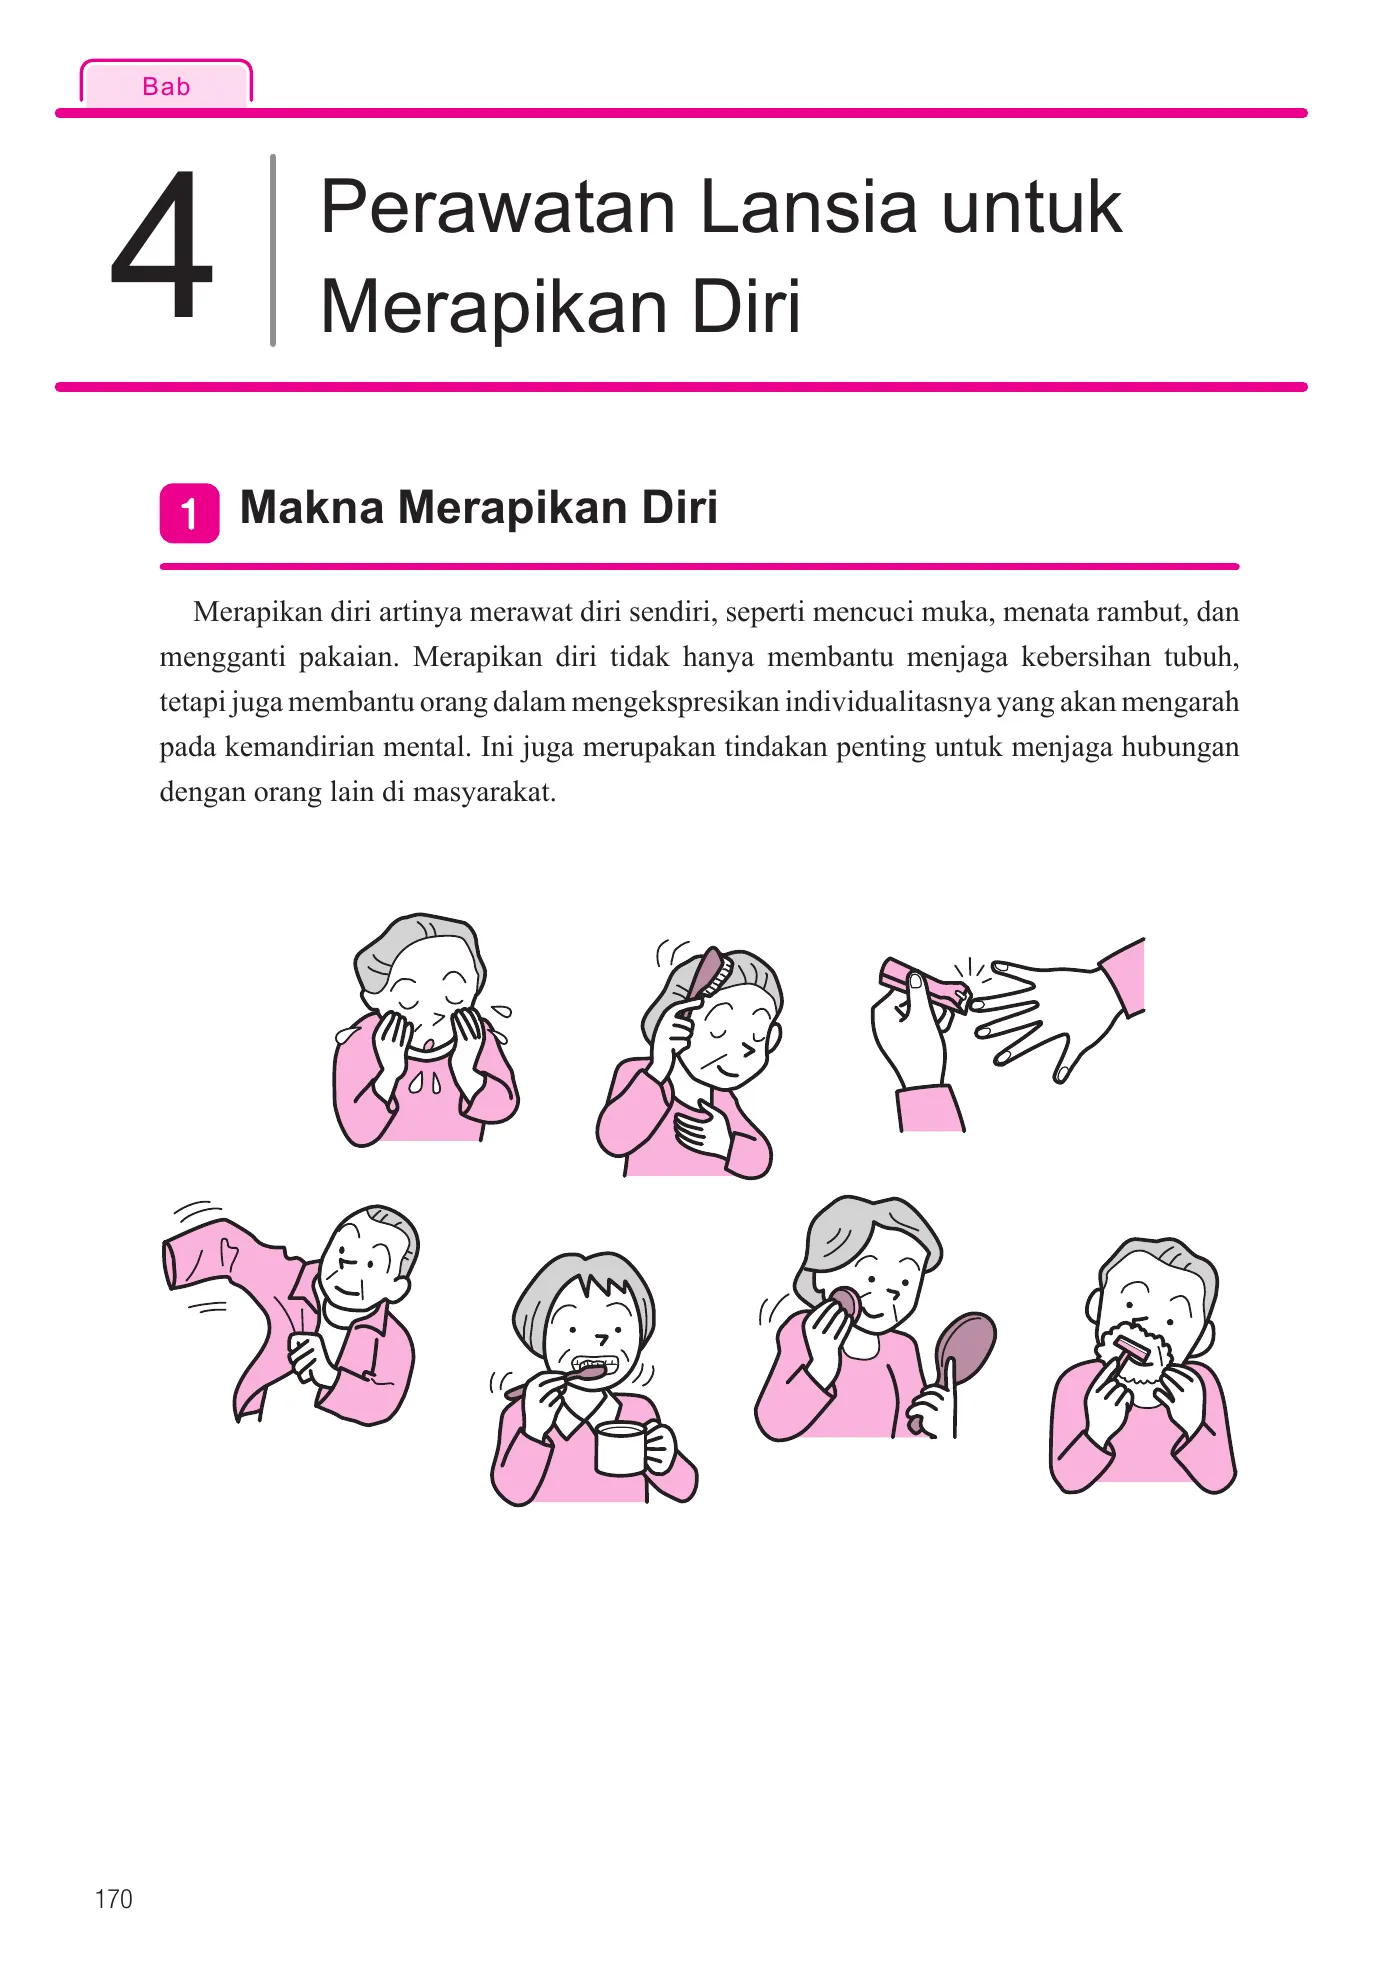 Bab
4
Perawatan Lansia untuk
Merapikan Diri
1 Makna Merapikan Diri
Merapikan diri artinya merawat diri sendiri, seperti mencuci muka, menata rambut, dan
mengganti pakaian. Merapikan diri tidak hanya membantu menjaga kebersihan tubuh,
tetapi juga membantu orang dalam mengekspresikan individualitasnya yang akan mengarah
pada kemandirian mental. Ini juga merupakan tindakan penting untuk menjaga hubungan
dengan orang lain di masyarakat.
170